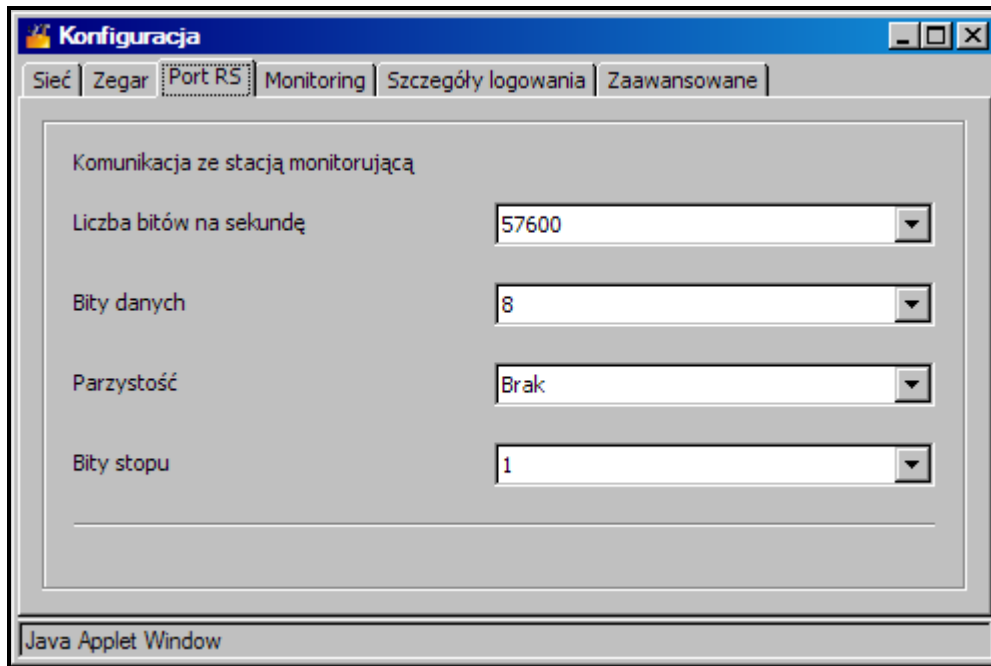 Konfiguracja
Sieć Zegar Port RS Monitoring Szczegóły logowania Zaawansowane
Komunikacja ze stacją monitorującą
Liczba bitów na sekundę 57600
Bity danych 8
Parzystość Brak
Bity stopu 1
Java Applet Window